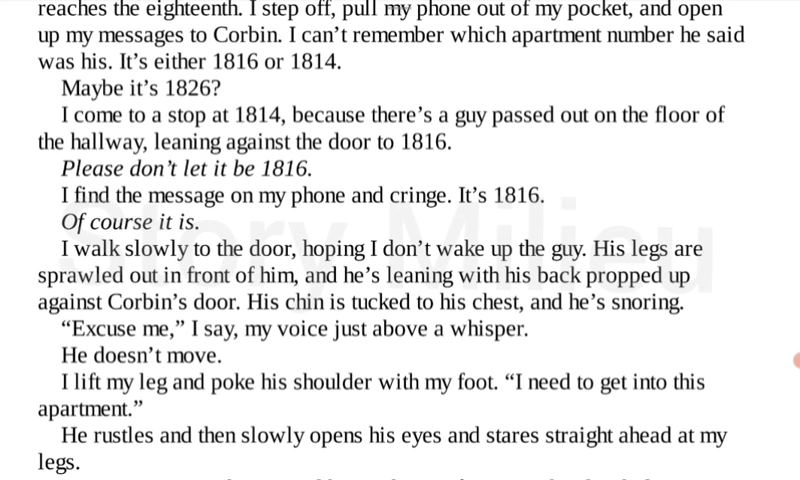 reaches the eighteenth. I step off, pull my phone out of my pocket, and open
up my messages to Corbin. I can’t remember which apartment number he said
was his. It’s either 1816 or 1814.
Maybe it’s 1826?
I come to a stop at 1814, because there’s a guy passed out on the floor of
the hallway, leaning against the door to 1816.
Please don’t let it be 1816.
I find the message on my phone and cringe. It’s 1816.
Of course it is.
I walk slowly to the door, hoping I don’t wake up the guy. His legs are
sprawled out in front of him, and he’s leaning with his back propped up
against Corbin’s door. His chin is tucked to his chest, and he’s snoring.
“Excuse me,” I say, my voice just above a whisper.
He doesn’t move.
I lift my leg and poke his shoulder with my foot. “I need to get into this
apartment.”
He rustles and then slowly opens his eyes and stares straight ahead at my
legs.
Story Milieu